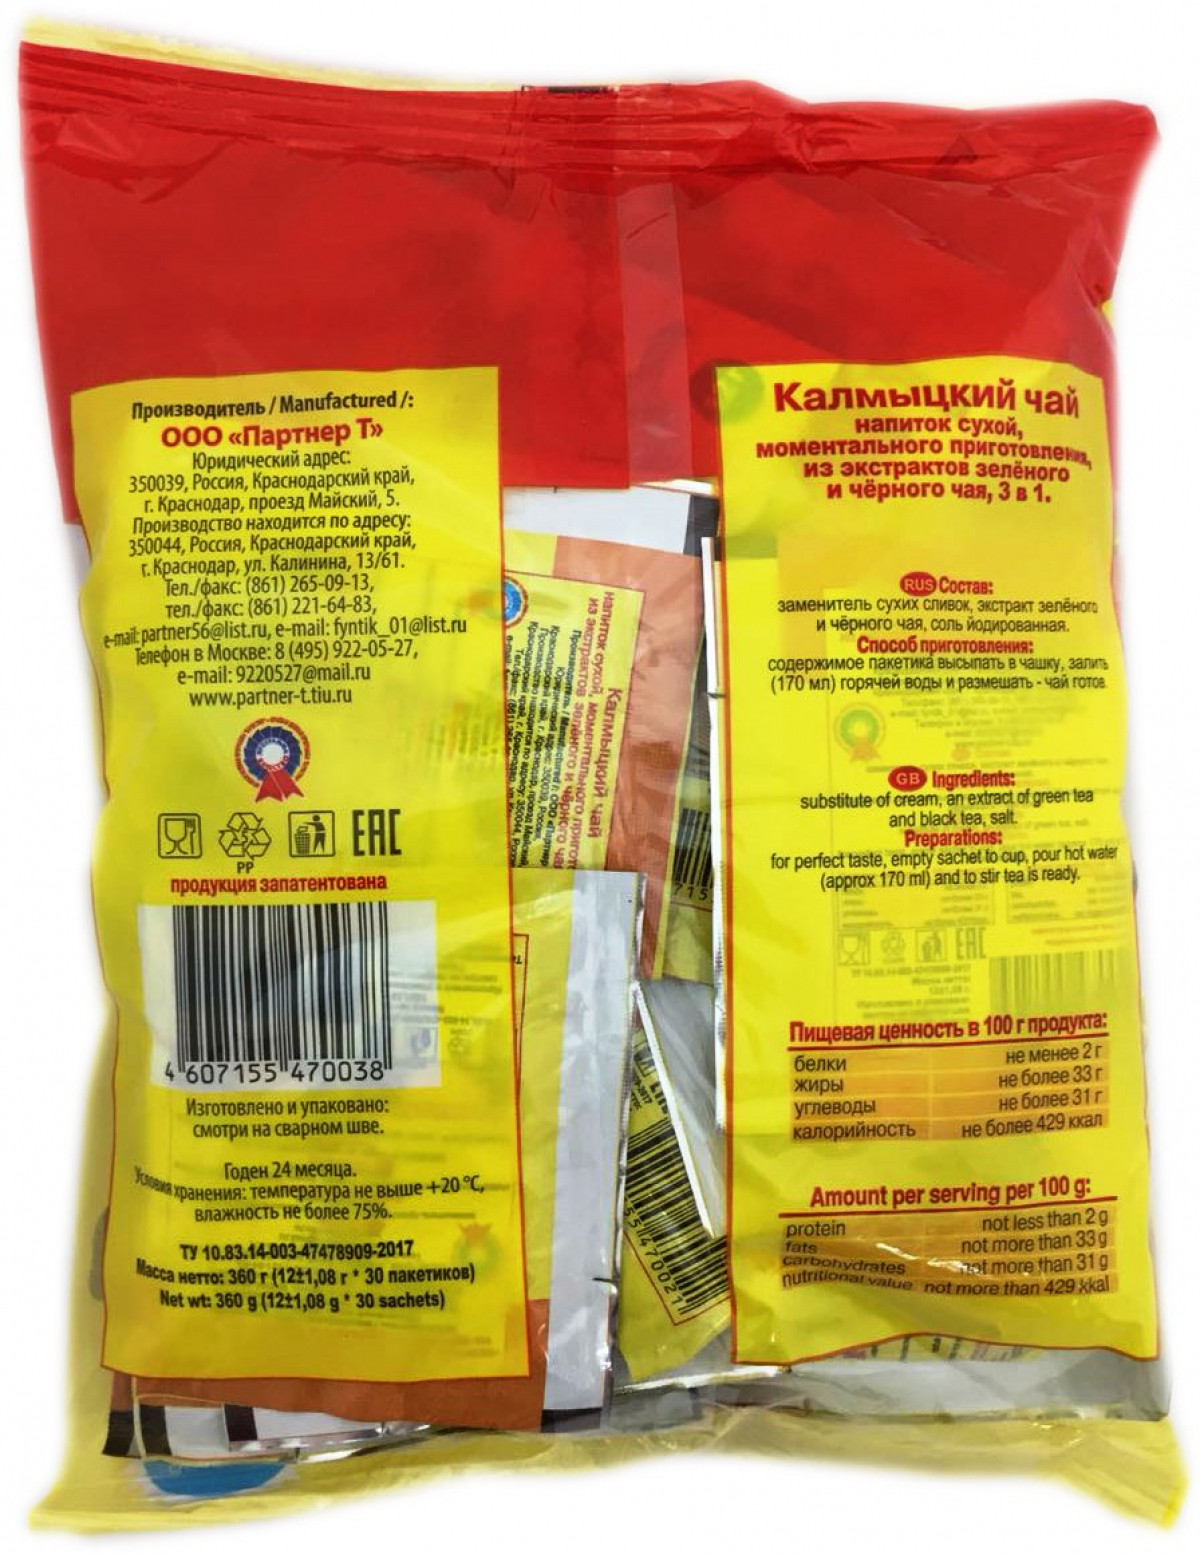 Производитель / Manufactured /:
ООО «Партнер Т»
Юридический адрес:
350039, Россия, Краснодарский край,
г. Краснодар, проезд Майский, 5.
Производство находится по адресу:
350044, Россия, Краснодарский край,
г. Краснодар, ул. Калинина, 13/61.
Тел./факс: (861) 265-09-13,
тел./факс: (861) 221-64-83,
e-mail: partner56@list.ru, e-mail: fyntik_01@list.ru
Телефон в Москве: 8 (495) 922-05-27,
e-mail: 9220527@mail.ru
www.partner-t.tiu.ru
PP
EAC
продукция запатентована
4 607155 470038
Изготовлено и упаковано:
смотри на сварном шве.
Годен 24 месяца.
Условия хранения: температура не выше +20 °С,
влажность не более 75%.
ТУ 10.83.14-003-47478909-2017
Масса нетто: 360 г (12±1,08 г * 30 пакетиков)
Net wt: 360 g (12±1,08 g * 30 sachets)
Калмыцкий чай
напиток сухой, моментального пригот
из экстрактов зелёного и чёрного ча
Производитель / Manufactured /: ООО «Партнер
Калмыцкий чай
напиток сухой,
моментального приготовления,
из экстрактов зелёного
и чёрного чая, 3 в 1.
RUS Состав:
заменитель сухих сливок, экстракт зелёного
и чёрного чая, соль йодированная.
Способ приготовления:
содержимое пакетика высыпать в чашку, залить
(170 мл) горячей воды и размешать - чай готов.
GB Ingredients:
substitute of cream, an extract of green tea
and black tea, salt.
Preparations:
for perfect taste, empty sachet to cup, pour hot water
(approx 170 ml) and to stir tea is ready.
EAC
Пищевая ценность в 100 г продукта:
белки не менее 2 г
жиры не более 33 г
углеводы не более 31 г
калорийность не более 429 ккал
Amount per serving per 100 g:
protein not less than 2 g
fats not more than 33 g
carbohydrates not more than 31 g
nutritional value not more than 429 kkal